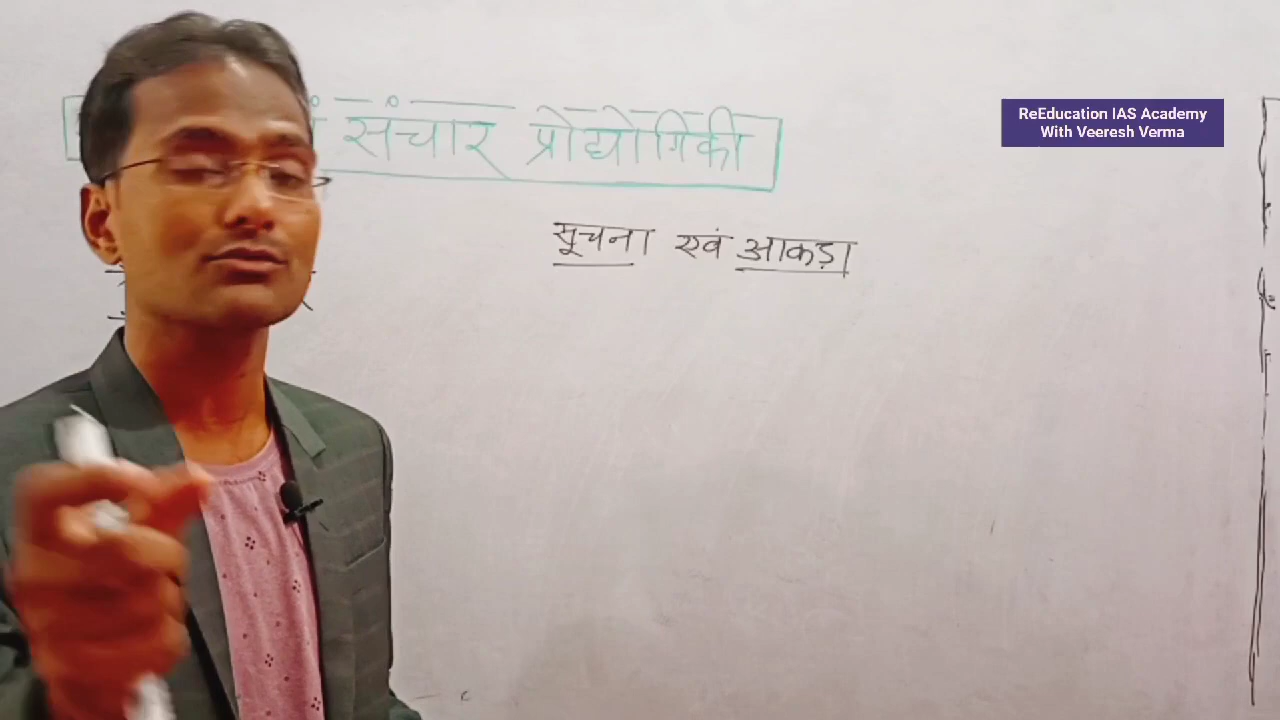 संचार प्रोद्योगिकी
ReEducation IAS Academy
With Veeresh Verma
सूचना एवं आकड़ा